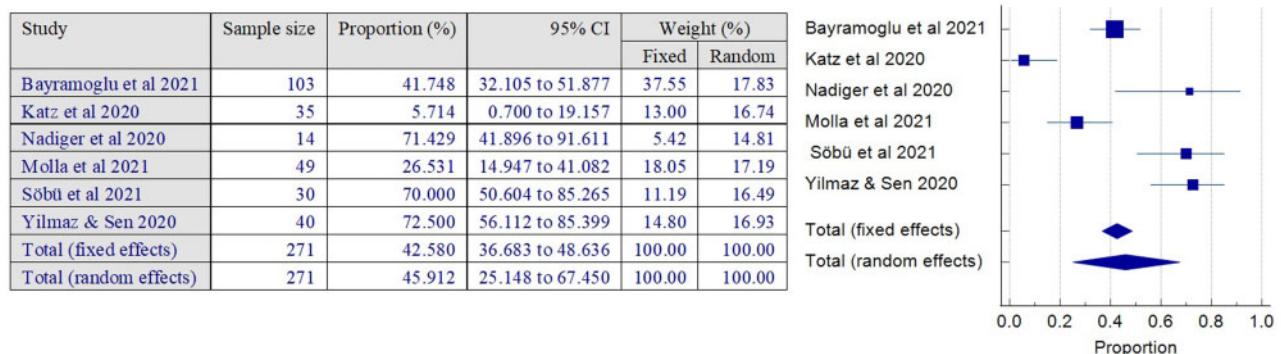 Study Sample size Proportion (%) 95% CI Weight (%)
Fixed Random
Bayramoglu et al 2021 103 41.748 32.105 to 51.877 37.55 17.83
Katz et al 2020 35 5.714 0.700 to 19.157 13.00 16.74
Nadiger et al 2020 14 71.429 41.896 to 91.611 5.42 14.81
Molla et al 2021 49 26.531 14.947 to 41.082 18.05 17.19
Söbü et al 2021 30 70.000 50.604 to 85.265 11.19 16.49
Yilmaz & Sen 2020 40 72.500 56.112 to 85.399 14.80 16.93
Total (fixed effects) 271 42.580 36.683 to 48.636 100.00 100.00
Total (random effects) 271 45.912 25.148 to 67.450 100.00 100.00
Bayramoglu et al 2021
Katz et al 2020
Nadiger et al 2020
Molla et al 2021
Söbü et al 2021
Yilmaz & Sen 2020
Total (fixed effects)
Total (random effects)
0.0 0.2 0.4 0.6 0.8 1.0
Proportion